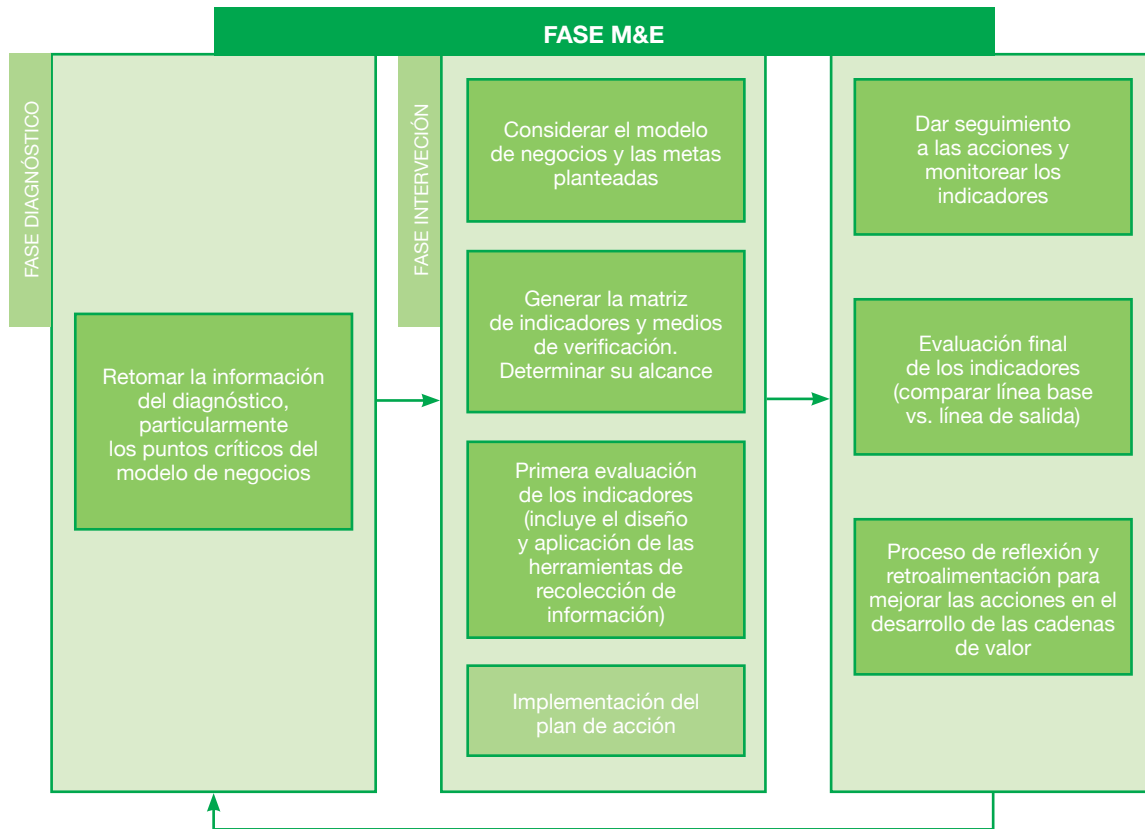 FASE M&E
FASE DIAGNÓSTICO
Retomar la información
del diagnóstico,
particularmente
los puntos críticos del
modelo de negocios
FASE INTERVECIÓN
Considerar el modelo
de negocios y las metas
planteadas
Generar la matriz
de indicadores y medios
de verificación.
Determinar su alcance
Primera evaluación
de los indicadores
(incluye el diseño
y aplicación de las
herramientas de
recolección de
información)
Implementación del
plan de acción
Dar seguimiento
a las acciones y
monitorear los
indicadores
Evaluación final
de los indicadores
(comparar línea base
vs. línea de salida)
Proceso de reflexión y
retroalimentación para
mejorar las acciones en el
desarrollo de las cadenas
de valor